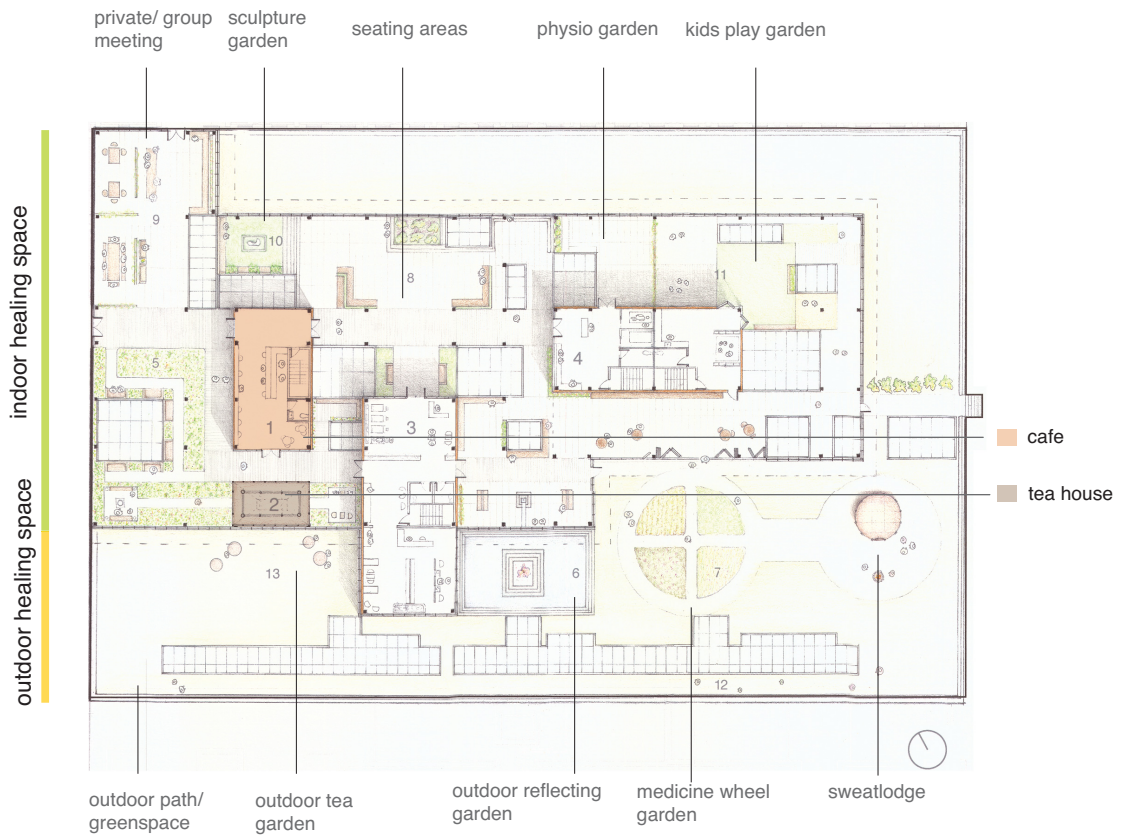 private/ group
meeting
sculpture
garden
seating areas
physio garden
kids play garden
indoor healing space
outdoor healing space
9
10
8
11
5
4
1
3
cafe
2
tea house
13
6
7
12
outdoor path/
greenspace
outdoor tea
garden
outdoor reflecting
garden
medicine wheel
garden
sweatlodge